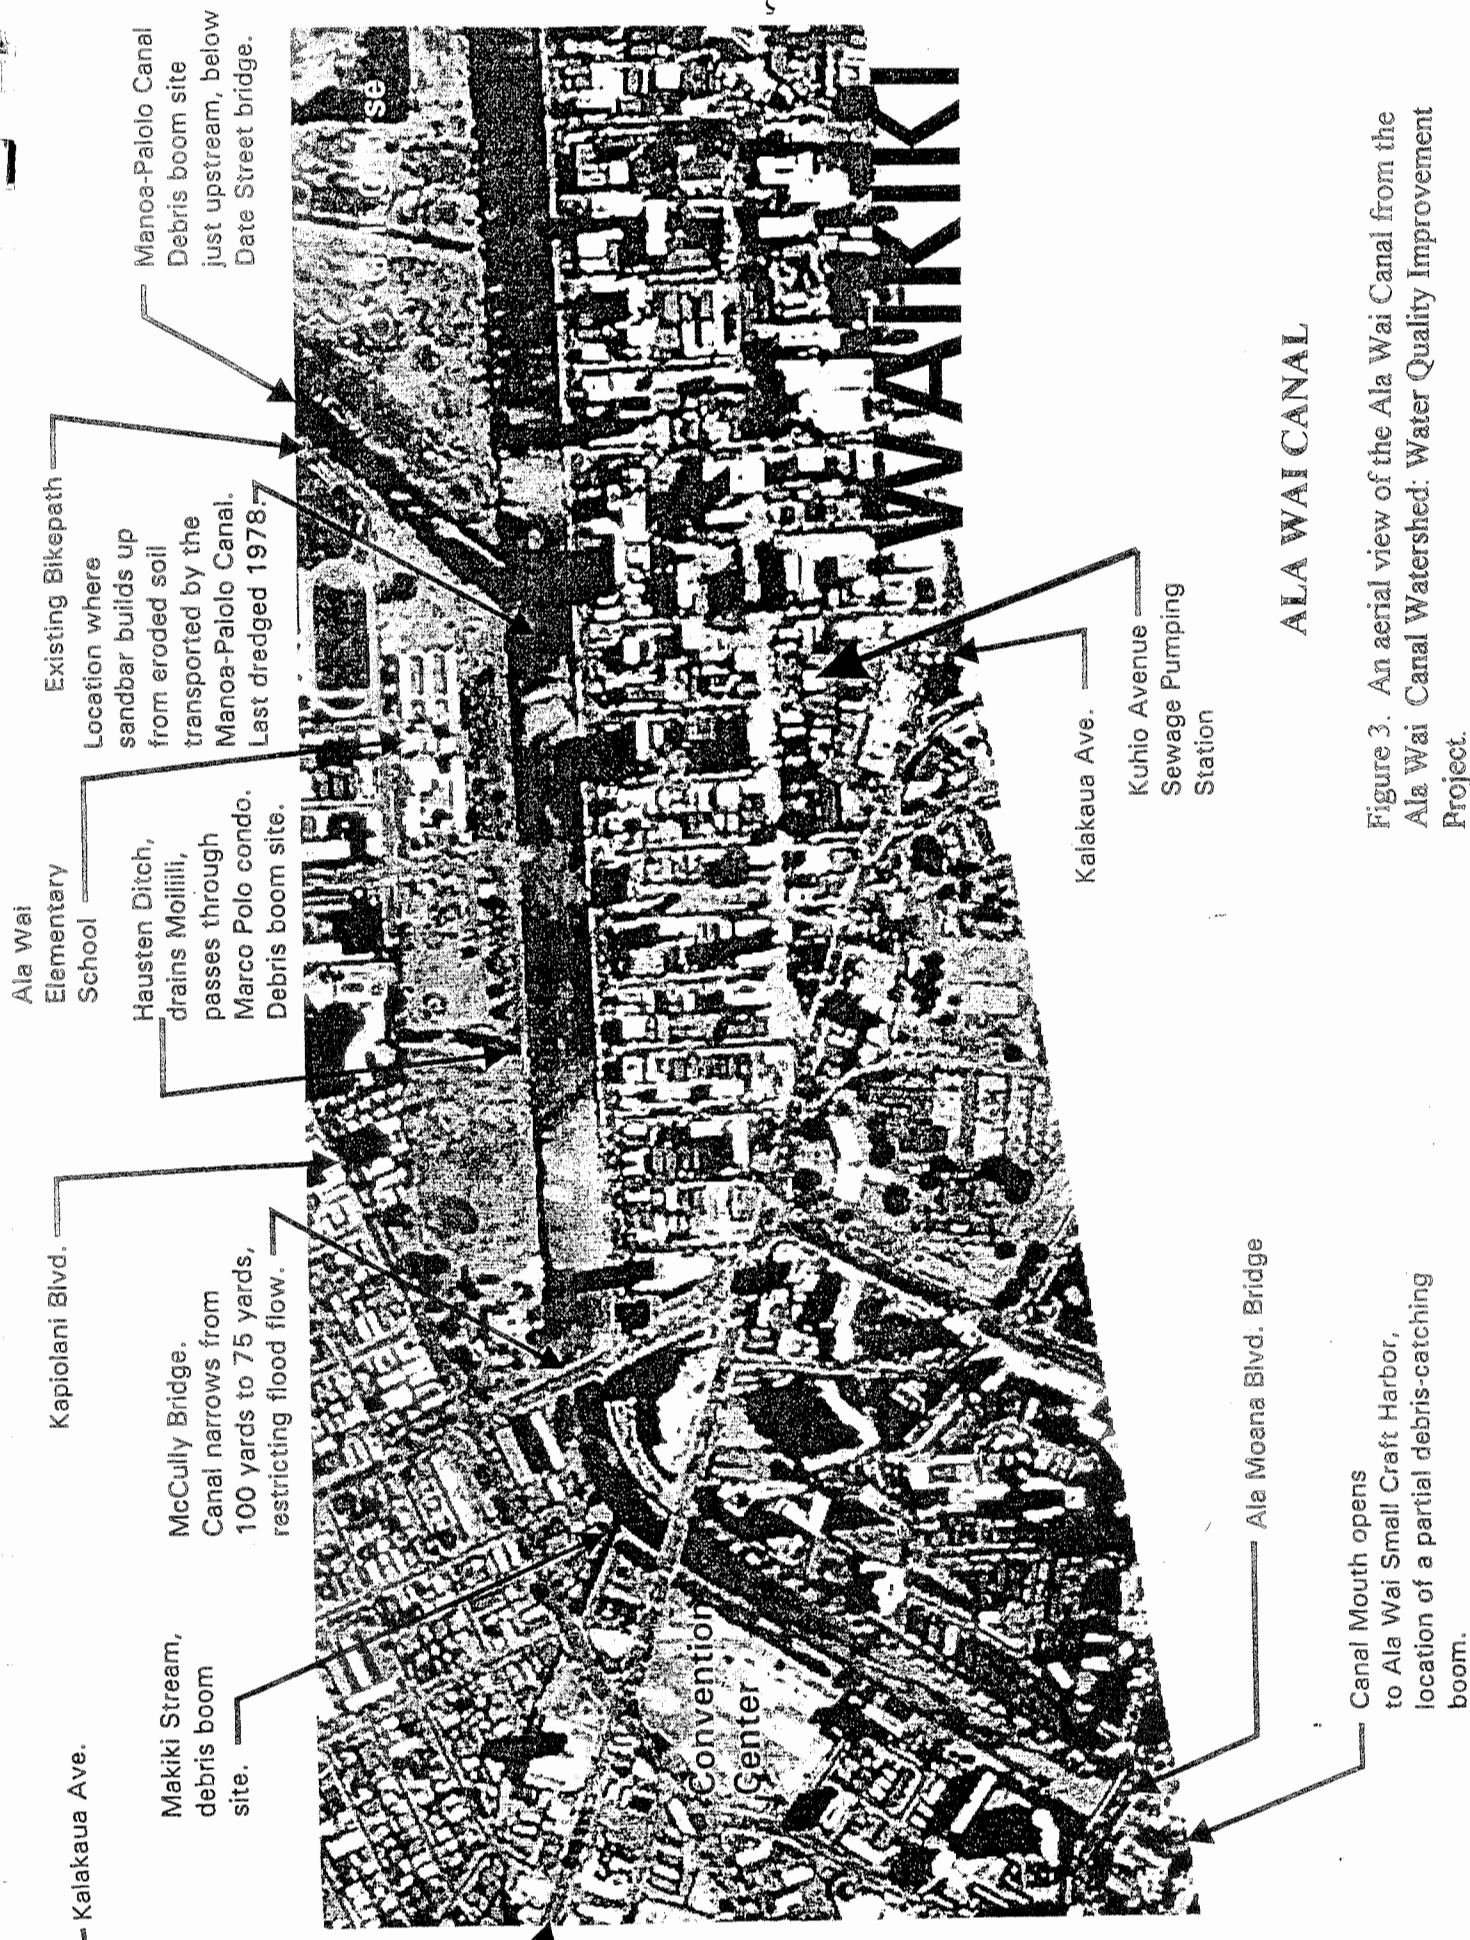 Kalakaua Ave.
Makiki Stream,
debris boom
site.
Kapiolani Blvd.
McCully Bridge.
Canal narrows from
100 yards to 75 yards,
restricting flood flow.
Ala Wai
Elementary
School
Hausten Ditch,
drains Moiliili,
passes through
Marco Polo condo.
Debris boom site.
Existing Bikepath
Location where
sandbar builds up
from eroded soil
transported by the
Manoa-Palolo Canal.
Last dredged 1978.
Manoa-Palolo Canal
Debris boom site
just upstream, below
Date Street bridge.
se
Convention
Center
WAIKIKI
Kalakaua Ave.
Kuhio Avenue
Sewage Pumping
Station
Ala Moana Blvd. Bridge
Canal Mouth opens
to Ala Wai Small Craft Harbor,
location of a partial debris-catching
boom.
ALA WAI CANAL
Figure 3. An aerial view of the Ala Wai Canal from the
Ala Wai Canal Watershed: Water Quality Improvement
Project.